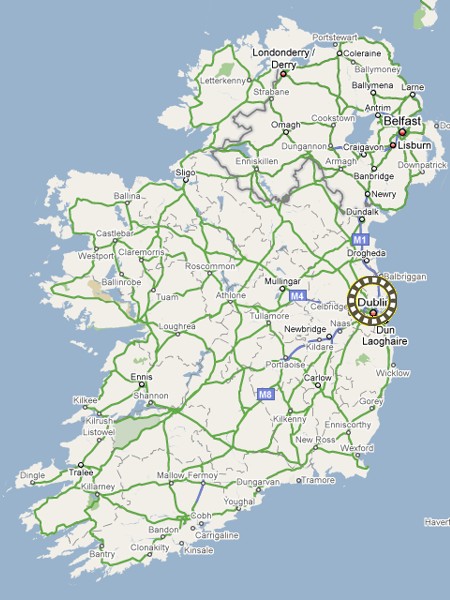 Portstewart
Coleraine
Londonderry /
Derry
Ballymoney
Letterkenny
Strabane
Ballymena
Larne
Antrim
Cookstown
Belfast
Omagh
Dungannon
Craigavon
Lisburn
Armagh
Enniskillen
Downpatrick
Banbridge
Sligo
Newry
Ballina
Dundalk
Castlebar
M1
Claremorris
Drogheda
Westport
Roscommon
Balbriggan
Ballinrobe
Mullingar
Tuam
Athlone
M4
Dublin
Celbridge
Tullamore
Loughrea
Newbridge
Naas
Dun
Laoghaire
Kildare
Portlaoise
Wicklow
Ennis
Carlow
Shannon
M8
Kilkee
Gorey
Kilrush
Kilkenny
Listowel
Enniscorthy
New Ross
Wexford
Tralee
Dingle
Mallow
Fermoy
Dungarvan
Tramore
Killarney
Youghal
Cobh
Haverf
Bandon
Carrigaline
Clonakilty
Kinsale
Bantry